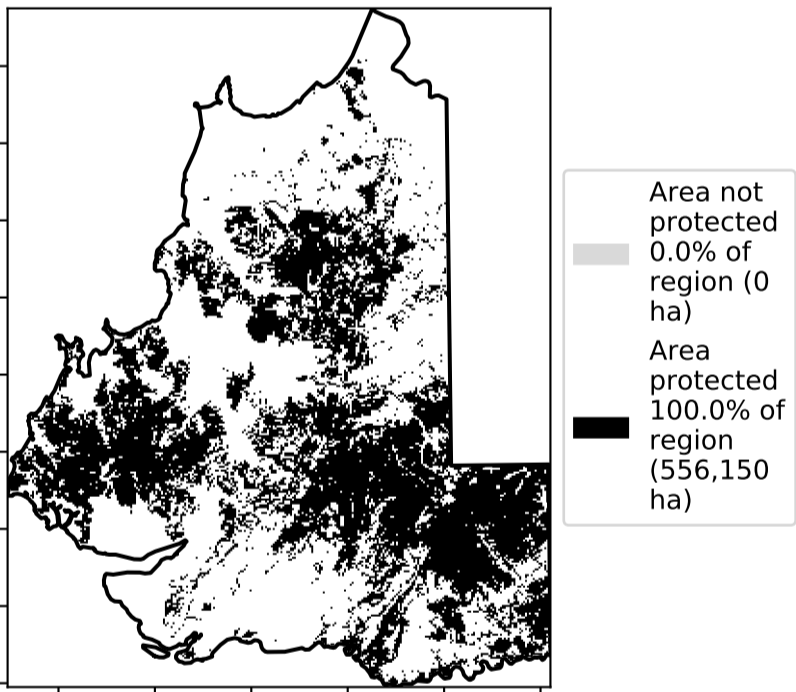 Area not
protected
0.0% of
region (0
ha)
Area
protected
100.0% of
region
(556,150
ha)